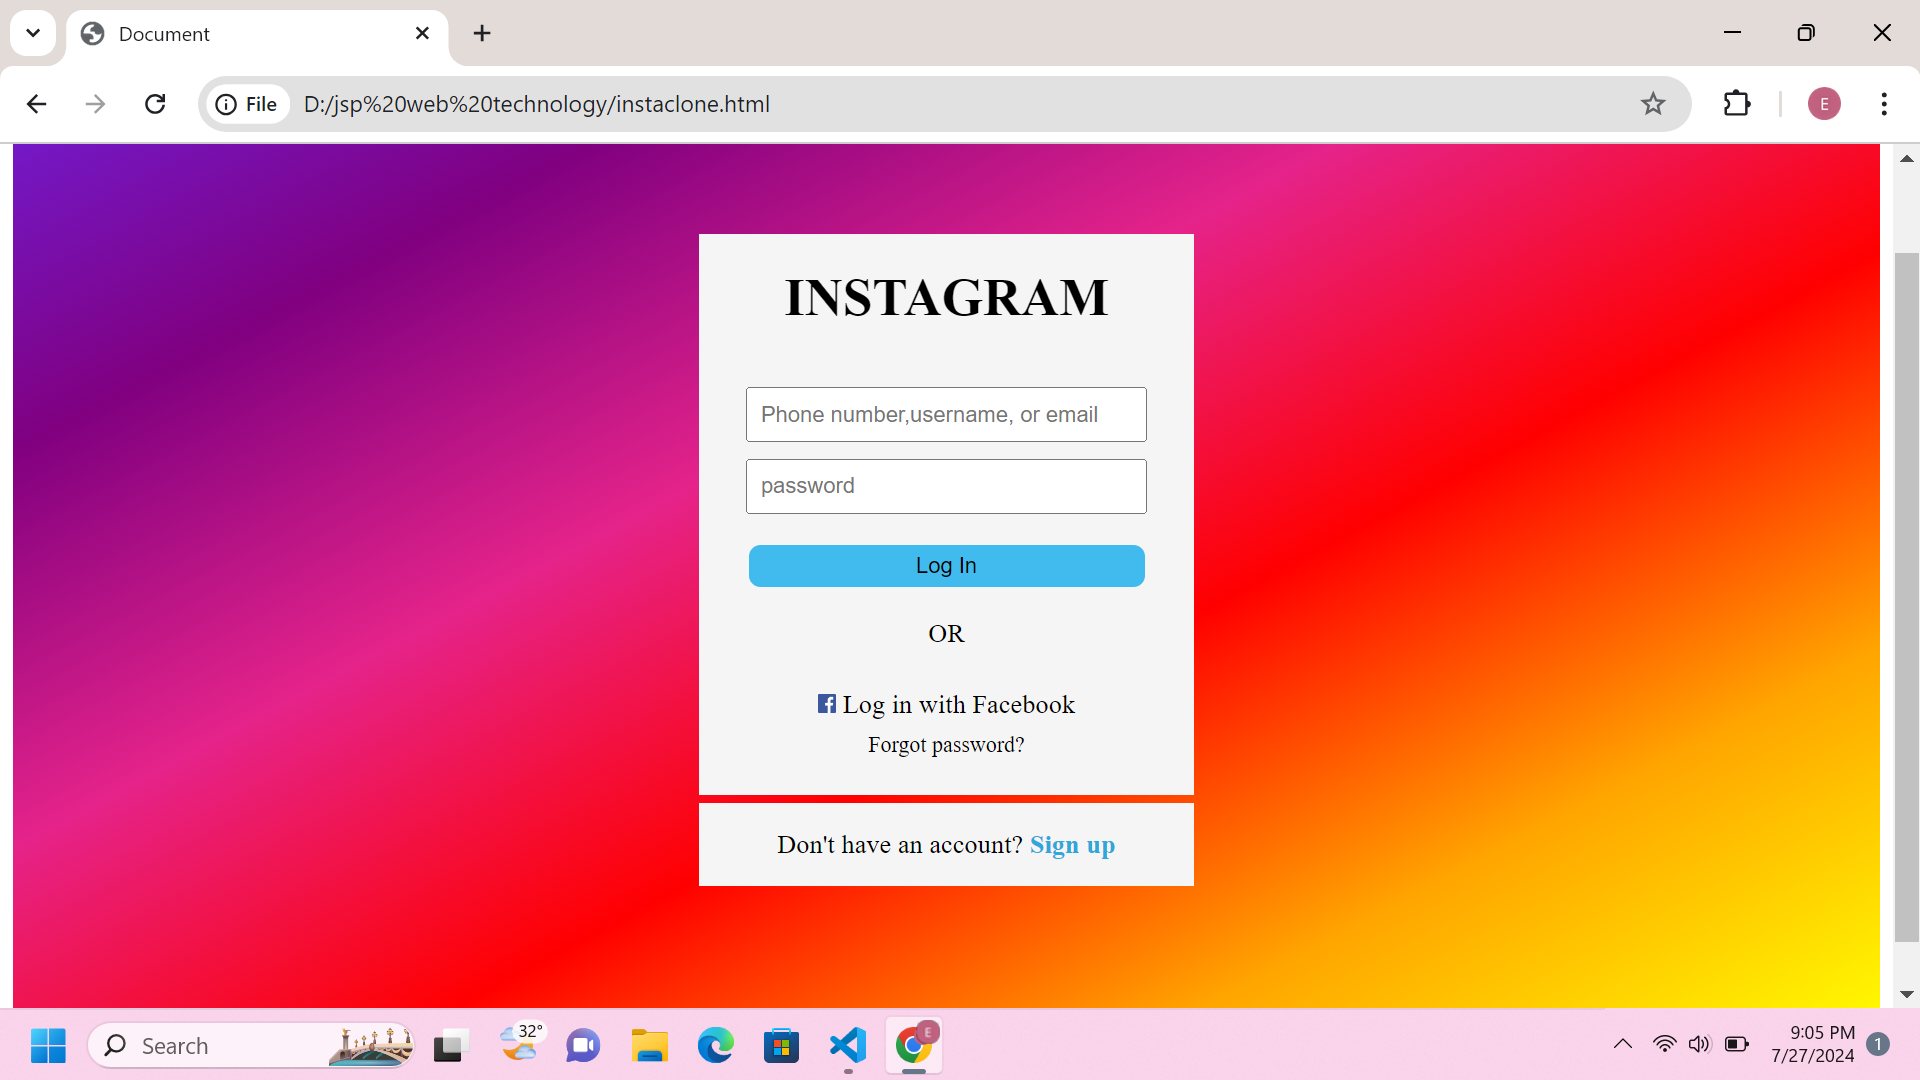 Document
File
D:/jsp%20web%20technology/instaclone.html
E
INSTAGRAM
Phone number,username, or email
password
Log In
OR
Log in with Facebook
Forgot password?
Don't have an account? Sign up
Search
32°
E
9:05 PM
7/27/2024
1